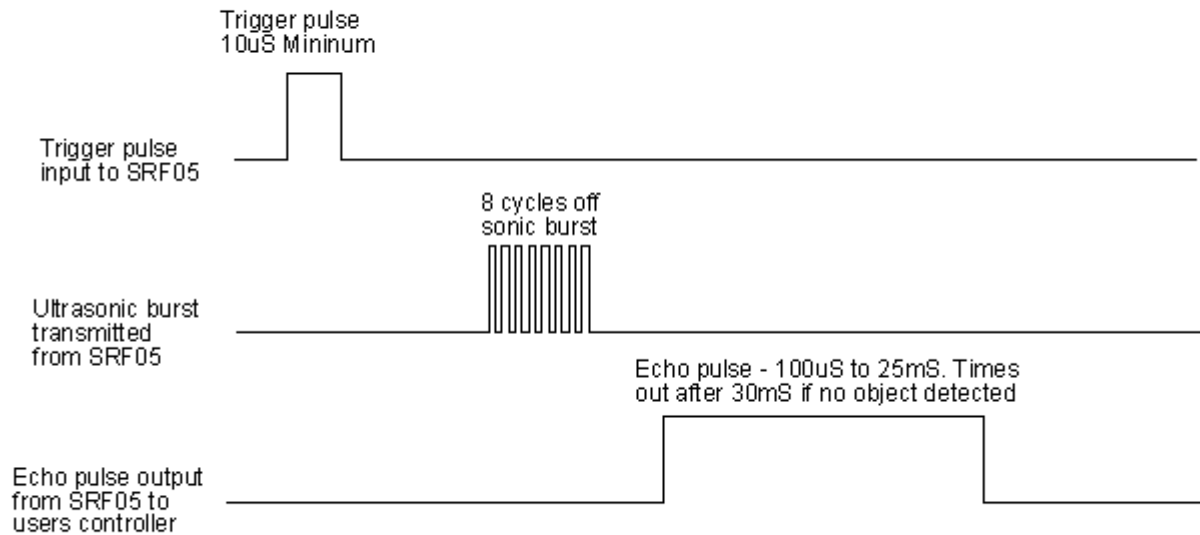 Trigger pulse
10uS Mininum
Trigger pulse
input to SRF05
8 cycles off
sonic burst
Ultrasonic burst
transmitted
from SRF05
Echo pulse - 100uS to 25mS. Times
out after 30mS if no object detected
Echo pulse output
from SRF05 to
users controller